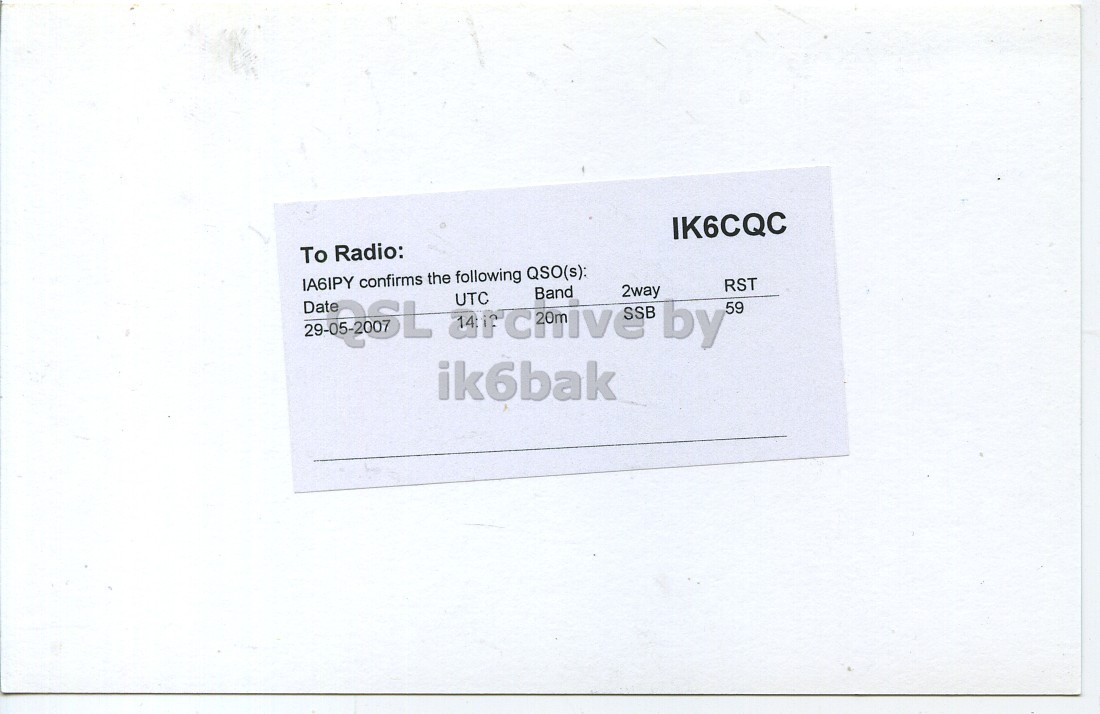 To Radio: IK6CQC
IA6IPY confirms the following QSO(s):
Date UTC Band 2way RST
29-05-2007 20m SSB 59
QSL archive by
ik6bak